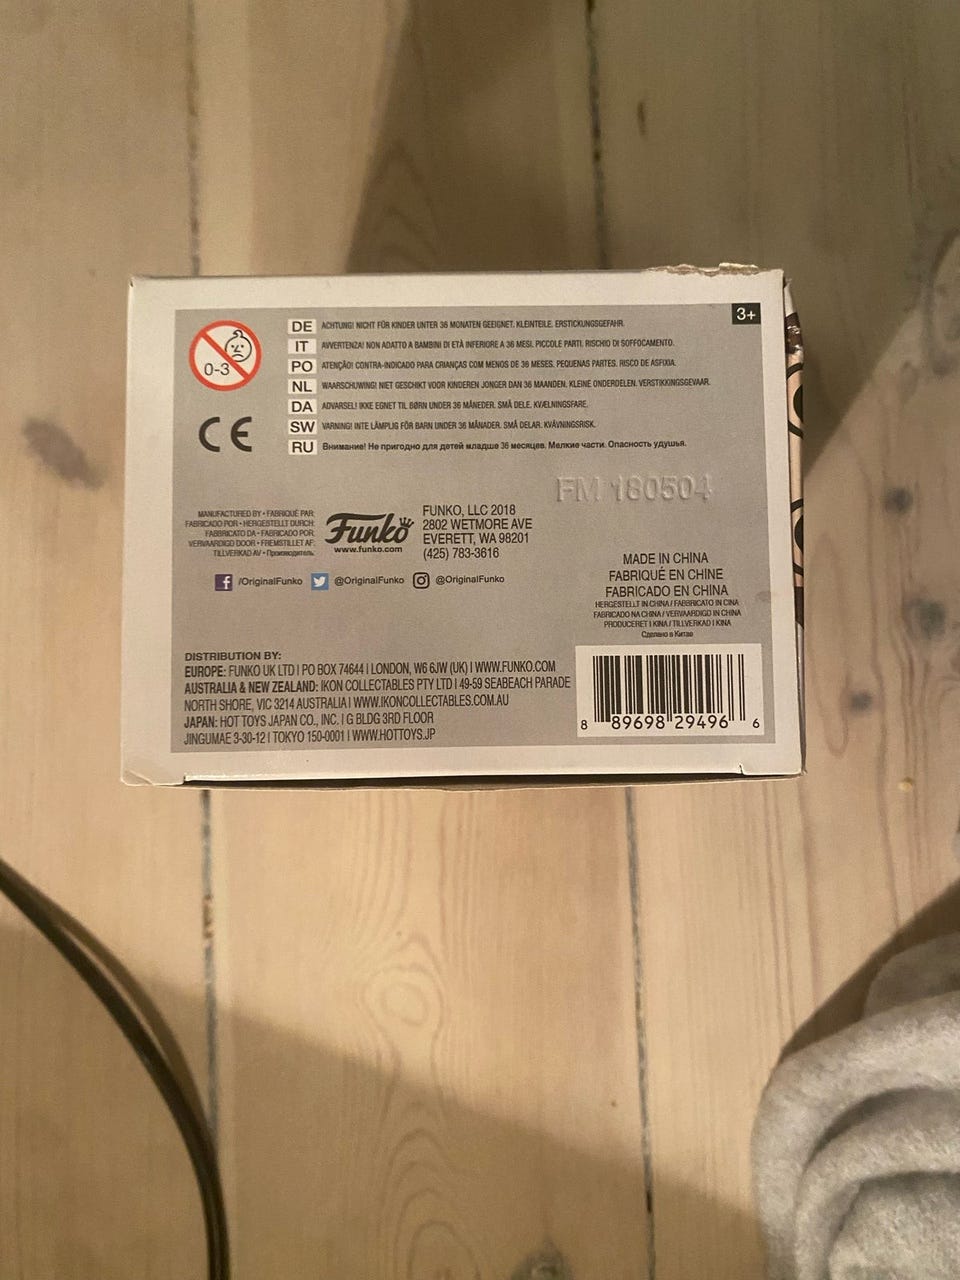 3+
0-3
DE ACHTUNG! NICHT FÜR KINDER UNTER 36 MONATEN GEEIGNET. KLEINTEILE. ERSTICKUNGSGEFAHR.
IT AVVERTENZA! NON ADATTO A BAMBINI DI ETÀ INFERIORE A 36 MESI. PICCOLE PARTI. RISCHIO DI SOFFOCAMENTO.
PO ATENÇÃO! CONTRA-INDICADO PARA CRIANÇAS COM MENOS DE 36 MESES. PEQUENAS PARTES. RISCO DE ASFIXIA.
NL WAARSCHUWING! NIET GESCHIKT VOOR KINDEREN JONGER DAN 36 MAANDEN. KLEINE ONDERDELEN. VERSTIKKINGSGEVAAR.
DA ADVARSEL! IKKE EGNET TIL BØRN UNDER 36 MÅNEDER. SMÅ DELE. KVÆLNINGSFARE.
SW VARNING! INTE LÄMPLIG FÖR BARN UNDER 36 MÅNADER. SMÅ DELAR. KVÄVNINGSRISK.
RU Внимание! Не пригодно для детей младше 36 месяцев. Мелкие части. Опасность удушья.
CE
FM 180504
MANUFACTURED BY • FABRIQUÉ PAR:
FABRICADO POR • HERGESTELLT DURCH:
FABBRICATO DA • FABRICADO POR:
VERVAARDIGD DOOR • FREMSTILLET AF:
TILLVERKAD AV • Производитель:
Funko
www.funko.com
FUNKO, LLC 2018
2802 WETMORE AVE
EVERETT, WA 98201
(425) 783-3616
/OriginalFunko @OriginalFunko @OriginalFunko
MADE IN CHINA
FABRIQUÉ EN CHINE
FABRICADO EN CHINA
HERGESTELLT IN CHINA / FABBRICATO IN CINA
FABRICADO NA CHINA / VERVAARDIGD IN CHINA
PRODUCERET I KINA / TILLVERKAD I KINA
Сделано в Китае
DISTRIBUTION BY:
EUROPE: FUNKO UK LTD | PO BOX 74644 | LONDON, W6 6JW (UK) | WWW.FUNKO.COM
AUSTRALIA & NEW ZEALAND: IKON COLLECTABLES PTY LTD | 49-59 SEABEACH PARADE
NORTH SHORE, VIC 3214 AUSTRALIA | WWW.IKONCOLLECTABLES.COM.AU
JAPAN: HOT TOYS JAPAN CO., INC. | G BLDG 3RD FLOOR
JINGUMAE 3-30-12 | TOKYO 150-0001 | WWW.HOTTOYS.JP
8 89698 29496 6